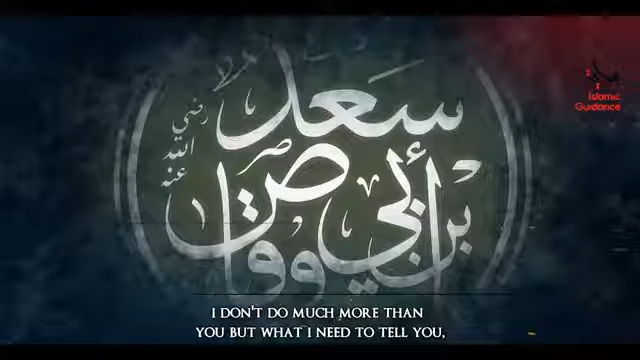 سعد
بن أبي وقاص
رضي
الله
عنه
Islamic
Guidance
I DON'T DO MUCH MORE THAN
YOU BUT WHAT I NEED TO TELL YOU,